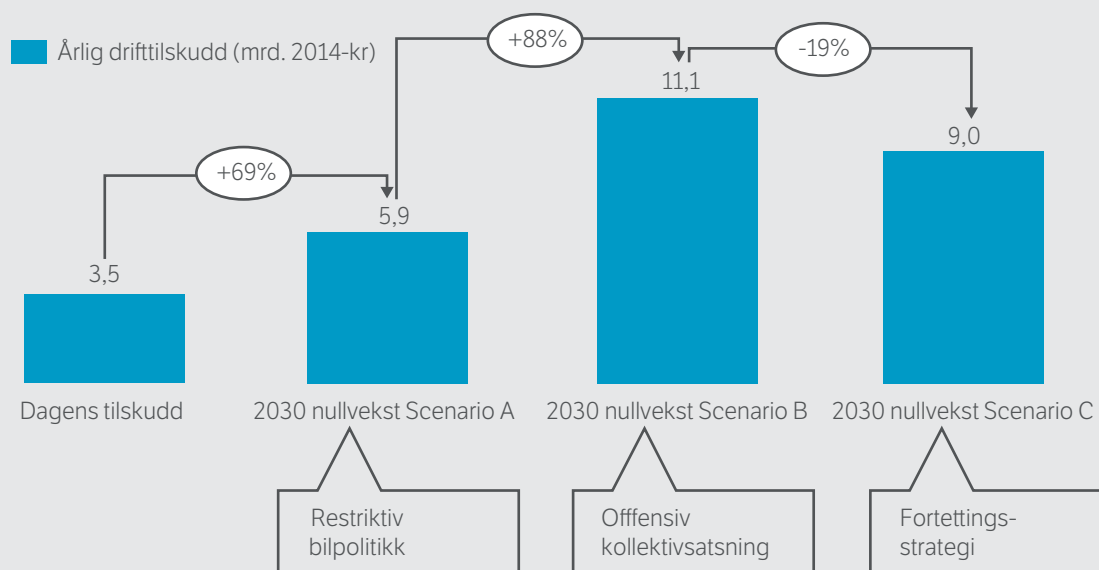 Årlig drifttilskudd (mrd. 2014-kr)
+88%
-19%
11,1
9,0
+69%
5,9
3,5
Dagens tilskudd
2030 nullvekst Scenario A
2030 nullvekst Scenario B
2030 nullvekst Scenario C
Restriktiv
bilpolitikk
Offfensiv
kollektivsatsning
Fortettings-
strategi